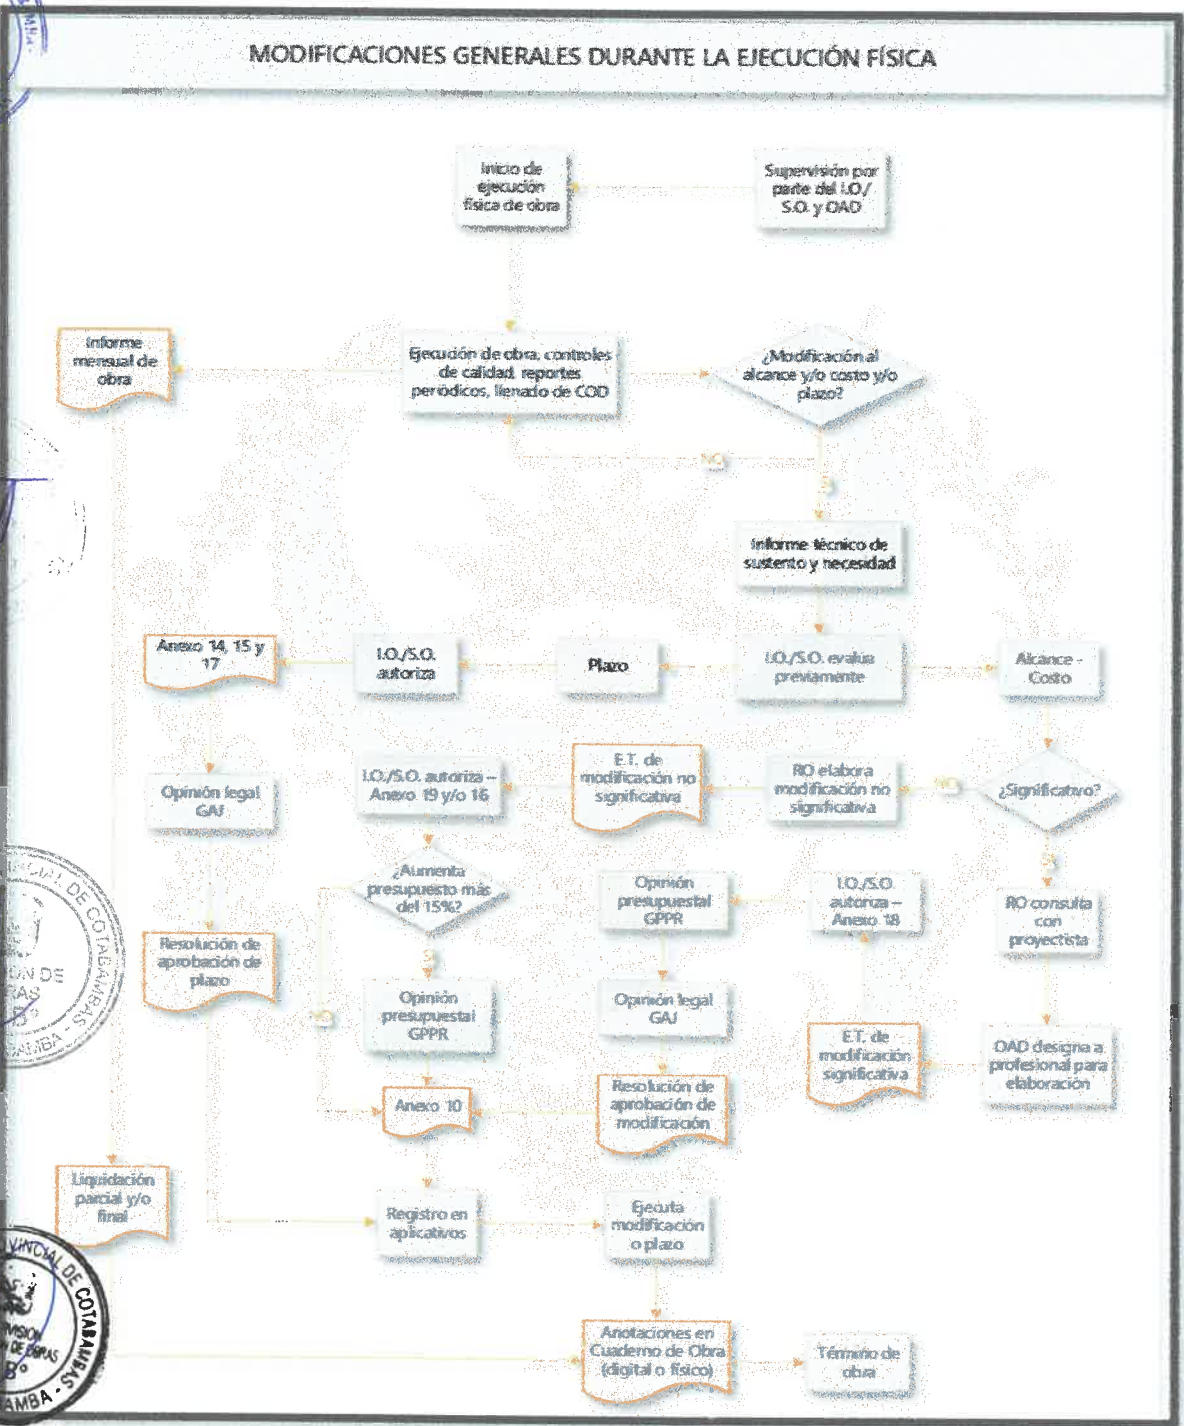 MODIFICACIONES GENERALES DURANTE LA EJECUCIÓN FÍSICA
Inicio de
ejecución
física de obra
Supervisión por
parte del I.O./
S.O. y OAD
Informe
mensual de
obra
Ejecución de obra, controles
de calidad, reportes
periódicos, llenado de COD
¿Modificación al
alcance y/o costo y/o
plazo?
NO
SI
Informe técnico de
sustento y necesidad
Anexo 14, 15 y
17
I.O./S.O.
autoriza
Plazo
I.O./S.O. evalúa
previamente
Alcance -
Costo
Opinión legal
GAJ
I.O./S.O. autoriza –
Anexo 19 y/o 16
E.T. de
modificación no
significativa
RO elabora
modificación no
significativa
NO
¿Significativo?
SI
¿Aumenta
presupuesto más
del 15%?
Opinión
presupuestal
GPPR
I.O./S.O.
autoriza –
Anexo 18
RO consulta
con
proyectista
Resolución de
aprobación de
plazo
SI
NO
Opinión
presupuestal
GPPR
Opinión legal
GAJ
E.T. de
modificación
significativa
OAD designa a
profesional para
elaboración
Anexo 10
Resolución de
aprobación de
modificación
Liquidación
parcial y/o
final
Registro en
aplicativos
Ejecuta
modificación
o plazo
Anotaciones en
Cuaderno de Obra
(digital o físico)
Término de
obra
DE COTABAMBAS
VINCIAL DE COTABAMBAS